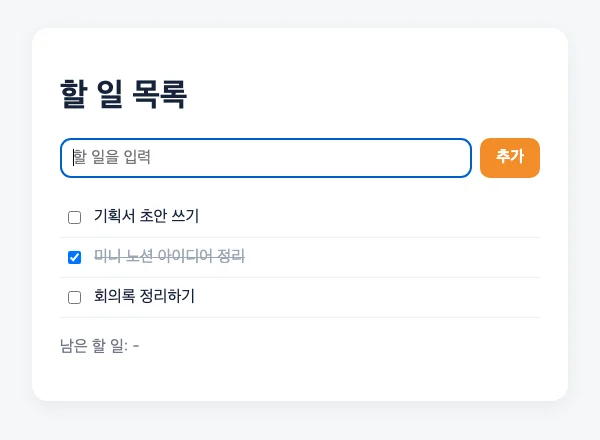 할 일 목록
할 일을 입력
추가
기획서 초안 쓰기
미니 노션 아이디어 정리
회의록 정리하기
남은 할 일: -